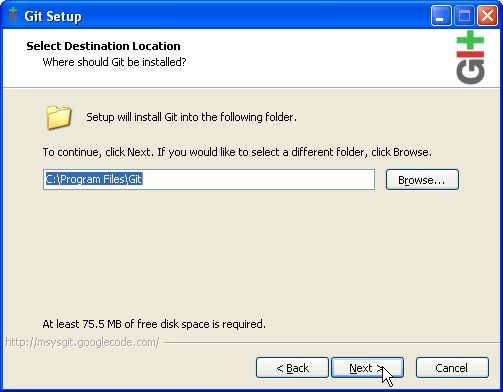 Git Setup
Select Destination Location
Where should Git be installed?
GIt
Setup will install Git into the following folder.
To continue, click Next. If you would like to select a different folder, click Browse.
C:\Program Files\Git
Browse...
At least 75.5 MB of free disk space is required.
http://msysgit.googlecode.com/
< Back
Next >
Cancel